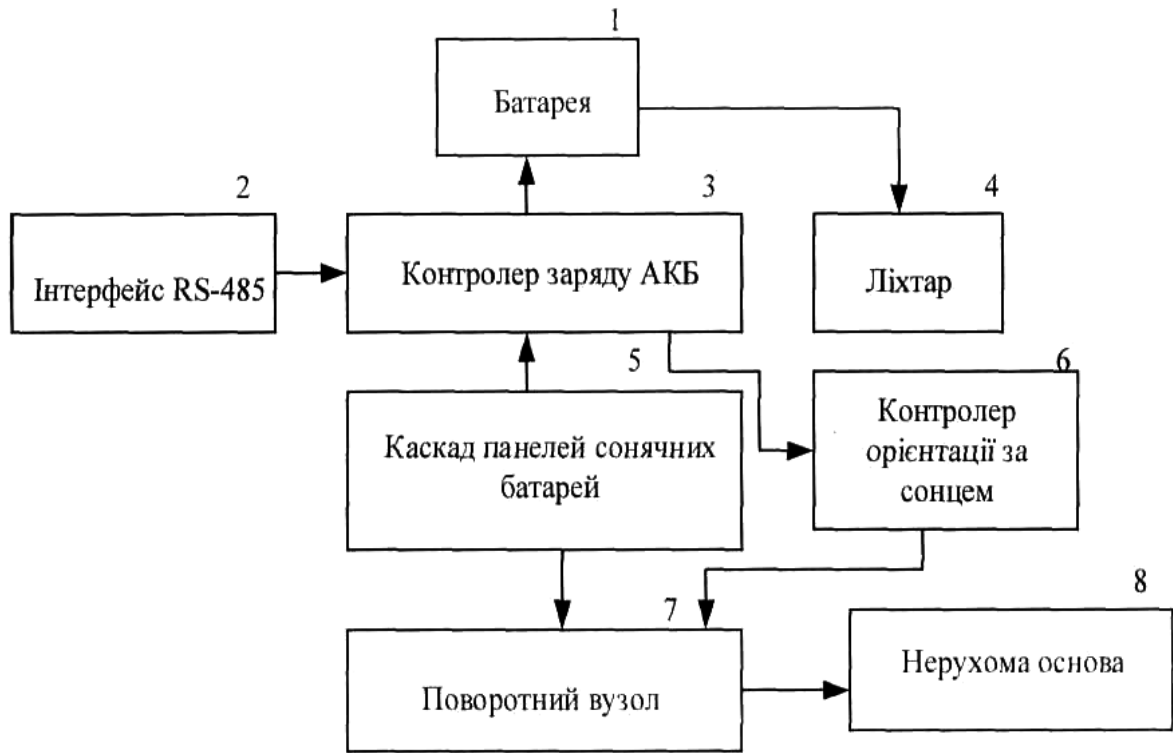 1
Батарея
2
3
4
Інтерфейс RS-485
Контролер заряду АКБ
Ліхтар
5
6
Каскад панелей сонячних
батарей
Контролер
орієнтації за
сонцем
7
8
Поворотний вузол
Нерухома основа